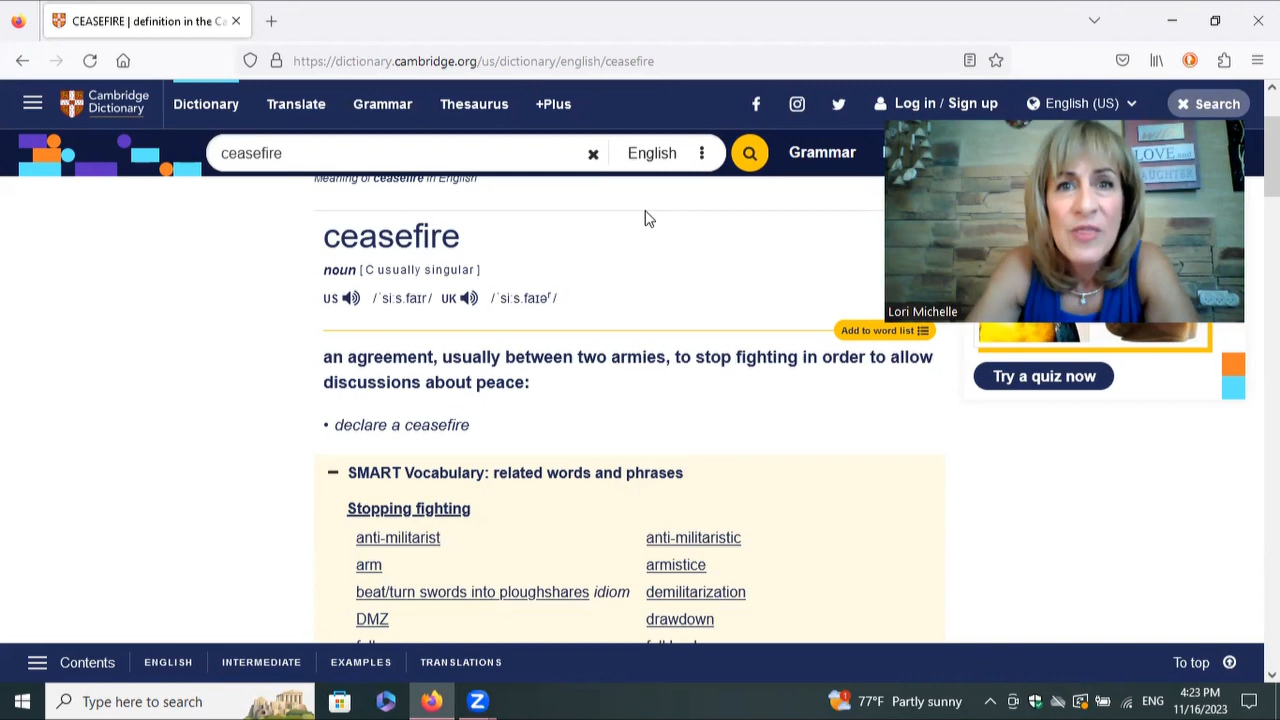 CEASEFIRE | definition in the Ca
https://dictionary.cambridge.org/us/dictionary/english/ceasefire
Cambridge
Dictionary
Dictionary Translate Grammar Thesaurus +Plus Log in / Sign up English (US) Search
ceasefire English Grammar
Meaning of ceasefire in English
LOVE and
LAUGHTER
ceasefire
noun [ C usually singular ]
US /ˈsiːs.faɪr/ UK /ˈsiːs.faɪəʳ/
Lori Michelle
Add to word list
an agreement, usually between two armies, to stop fighting in order to allow
discussions about peace:
Try a quiz now
• declare a ceasefire
SMART Vocabulary: related words and phrases
Stopping fighting
anti-militarist anti-militaristic
arm armistice
beat/turn swords into ploughshares idiom demilitarization
DMZ drawdown
Contents ENGLISH INTERMEDIATE EXAMPLES TRANSLATIONS To top
Type here to search 1 77°F Partly sunny ENG 4:23 PM
11/16/2023